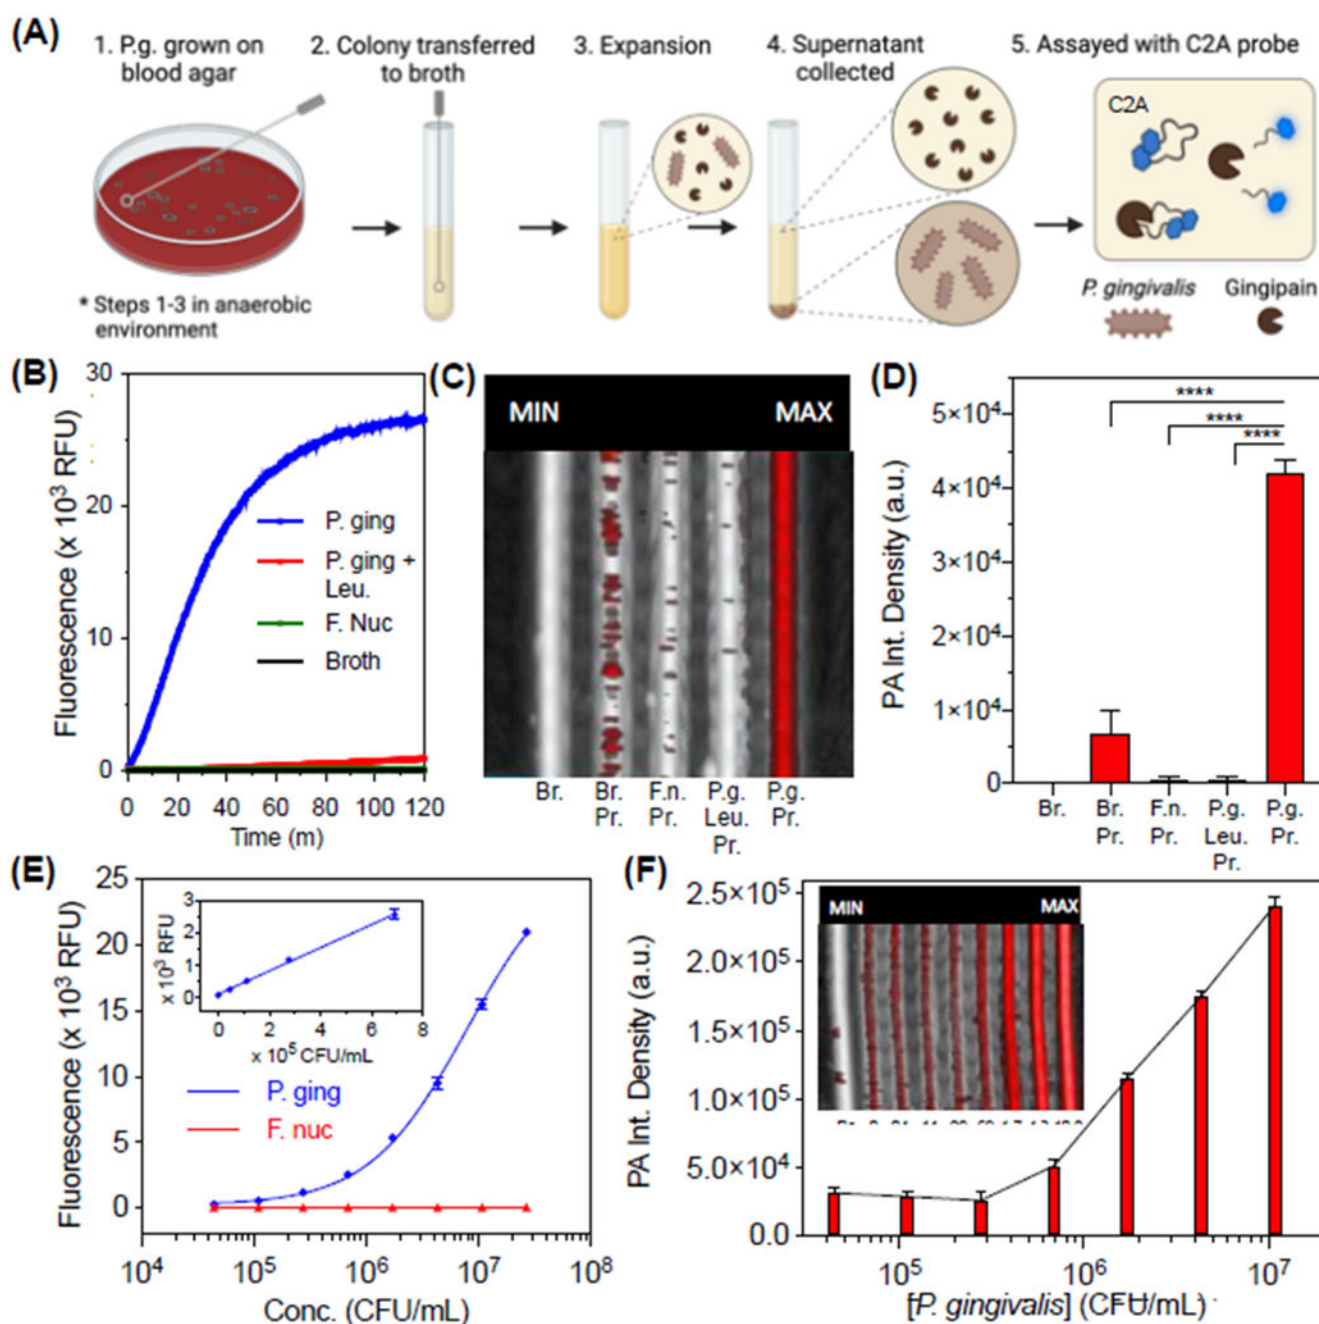 (A)
1. P.g. grown on
blood agar
2. Colony transferred
to broth
3. Expansion
4. Supernatant
collected
5. Assayed with C2A probe
C2A
* Steps 1-3 in anaerobic
environment
P. gingivalis
Gingipain
(B)
Fluorescence (x 10³ RFU)
30
20
10
0
P. ging
P. ging +
Leu.
F. Nuc
Broth
0 20 40 60 80 100 120
Time (m)
(C)
MIN MAX
Br. Br. F.n. P.g. P.g.
Pr. Pr. Leu. Pr.
Pr.
(D)
PA Int. Density (a.u.)
5×10⁴
4×10⁴
3×10⁴
2×10⁴
1×10⁴
0
****
****
****
Br. Br. F.n. P.g. P.g.
Pr. Pr. Leu. Pr.
Pr.
(E)
Fluorescence (x 10³ RFU)
25
20
15
10
5
0
x 10³ RFU
3
2
1
0
0 2 4 6 8
x 10⁵ CFU/mL
P. ging
F. nuc
10⁴ 10⁵ 10⁶ 10⁷ 10⁸
Conc. (CFU/mL)
(F)
PA Int. Density (a.u.)
2.5×10⁵
2.0×10⁵
1.5×10⁵
1.0×10⁵
5.0×10⁴
0.0
MIN MAX
10⁵ 10⁶ 10⁷
[P. gingivalis] (CFU/mL)